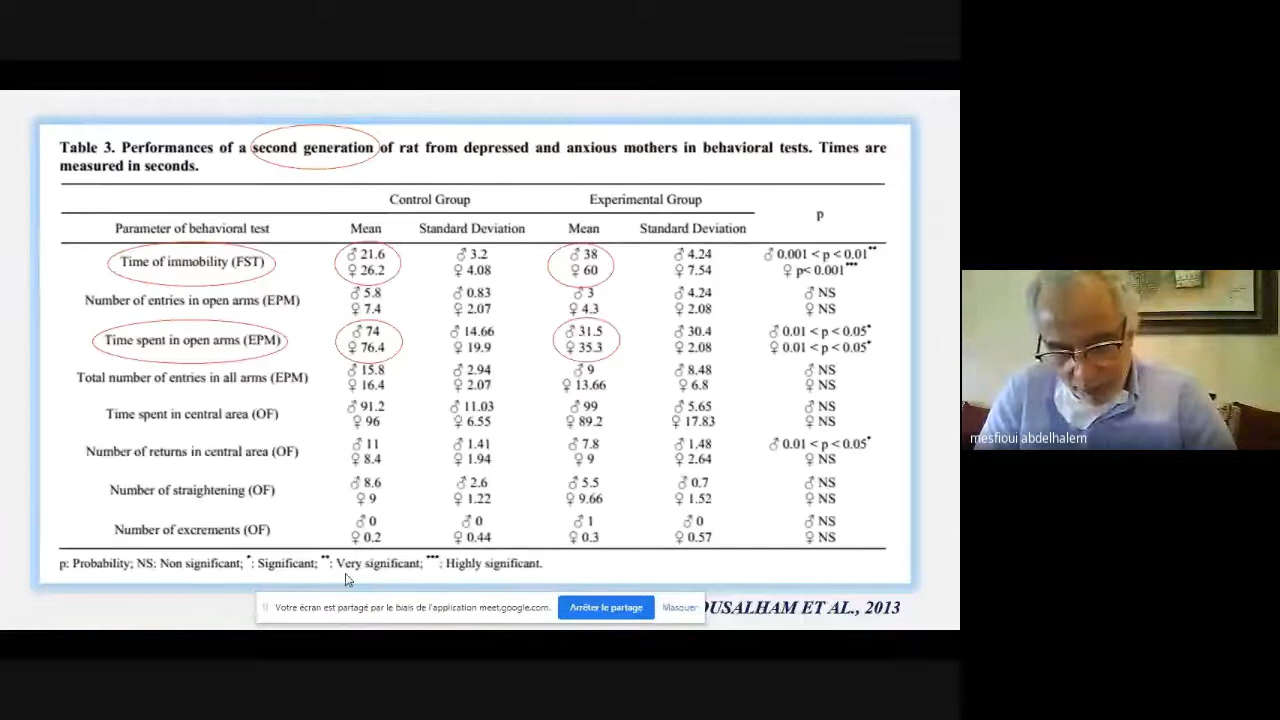 Table 3. Performances of a second generation of rat from depressed and anxious mothers in behavioral tests. Times are
measured in seconds.
Control Group Experimental Group p
Parameter of behavioral test Mean Standard Deviation Mean Standard Deviation
Time of immobility (FST) ♂ 21.6 ♂ 3.2 ♂ 38 ♂ 4.24 ♂ 0.001 < p < 0.01**
♀ 26.2 ♀ 4.08 ♀ 60 ♀ 7.54 ♀ p< 0.001***
Number of entries in open arms (EPM) ♂ 5.8 ♂ 0.83 ♂ 3 ♂ 4.24 ♂ NS
♀ 7.4 ♀ 2.07 ♀ 4.3 ♀ 2.08 ♀ NS
Time spent in open arms (EPM) ♂ 74 ♂ 14.66 ♂ 31.5 ♂ 30.4 ♂ 0.01 < p < 0.05*
♀ 76.4 ♀ 19.9 ♀ 35.3 ♀ 2.08 ♀ 0.01 < p < 0.05*
Total number of entries in all arms (EPM) ♂ 15.8 ♂ 2.94 ♂ 9 ♂ 8.48 ♂ NS
♀ 16.4 ♀ 2.07 ♀ 13.66 ♀ 6.8 ♀ NS
Time spent in central area (OF) ♂ 91.2 ♂ 11.03 ♂ 99 ♂ 5.65 ♂ NS
♀ 96 ♀ 6.55 ♀ 89.2 ♀ 17.83 ♀ NS
Number of returns in central area (OF) ♂ 11 ♂ 1.41 ♂ 7.8 ♂ 1.48 ♂ 0.01 < p < 0.05*
♀ 8.4 ♀ 1.94 ♀ 9 ♀ 2.64 ♀ NS
Number of straightening (OF) ♂ 8.6 ♂ 2.6 ♂ 5.5 ♂ 0.7 ♂ NS
♀ 9 ♀ 1.22 ♀ 9.66 ♀ 1.52 ♀ NS
Number of excrements (OF) ♂ 0 ♂ 0 ♂ 1 ♂ 0 ♂ NS
♀ 0.2 ♀ 0.44 ♀ 0.3 ♀ 0.57 ♀ NS
p: Probability; NS: Non significant; *: Significant; **: Very significant; ***: Highly significant.
Votre écran est partagé par le biais de l'application meet.google.com. Arrêter le partage Masquer
OUSALHAM ET AL., 2013
mesfioui abdelhalem